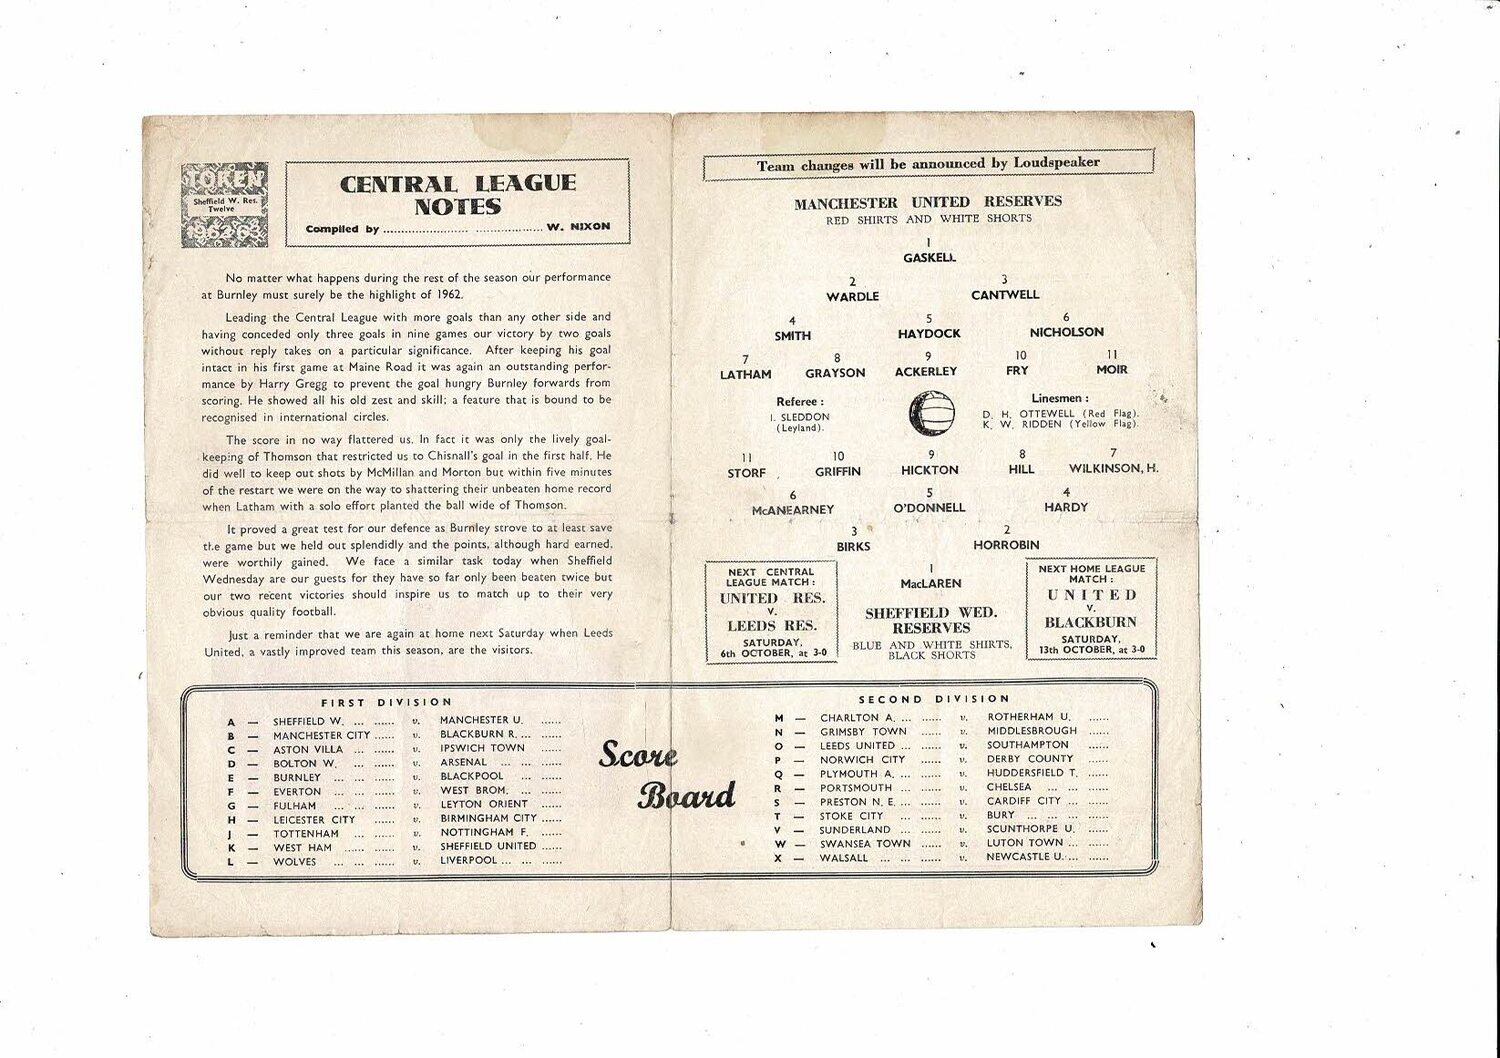 TOKEN
Sheffield W. Res.
Twelve
1962-63
CENTRAL LEAGUE
NOTES
Compiled by ........................ .................... W. NIXON
No matter what happens during the rest of the season our performance
at Burnley must surely be the highlight of 1962.
Leading the Central League with more goals than any other side and
having conceded only three goals in nine games our victory by two goals
without reply takes on a particular significance. After keeping his goal
intact in his first game at Maine Road it was again an outstanding perfor-
mance by Harry Gregg to prevent the goal hungry Burnley forwards from
scoring. He showed all his old zest and skill; a feature that is bound to be
recognised in international circles.
The score in no way flattered us. In fact it was only the lively goal-
keeping of Thomson that restricted us to Chisnall's goal in the first half. He
did well to keep out shots by McMillan and Morton but within five minutes
of the restart we were on the way to shattering their unbeaten home record
when Latham with a solo effort planted the ball wide of Thomson.
It proved a great test for our defence as Burnley strove to at least save
the game but we held out splendidly and the points, although hard earned,
were worthily gained. We face a similar task today when Sheffield
Wednesday are our guests for they have so far only been beaten twice but
our two recent victories should inspire us to match up to their very
obvious quality football.
Just a reminder that we are again at home next Saturday when Leeds
United, a vastly improved team this season, are the visitors.
Team changes will be announced by Loudspeaker
MANCHESTER UNITED RESERVES
RED SHIRTS AND WHITE SHORTS
1
GASKELL
2 3
WARDLE CANTWELL
4 5 6
SMITH HAYDOCK NICHOLSON
7 8 9 10 11
LATHAM GRAYSON ACKERLEY FRY MOIR
Referee :
I. SLEDDON
(Leyland).
Linesmen :
D. H. OTTEWELL (Red Flag).
K. W. RIDDEN (Yellow Flag).
11 10 9 8 7
STORF GRIFFIN HICKTON HILL WILKINSON, H.
6 5 4
McANEARNEY O'DONNELL HARDY
3 2
BIRKS HORROBIN
1
MacLAREN
SHEFFIELD WED.
RESERVES
BLUE AND WHITE SHIRTS,
BLACK SHORTS
NEXT CENTRAL
LEAGUE MATCH :
UNITED RES.
v.
LEEDS RES.
SATURDAY,
6th OCTOBER, at 3-0
NEXT HOME LEAGUE
MATCH :
UNITED
v.
BLACKBURN
SATURDAY,
13th OCTOBER, at 3-0
FIRST DIVISION
A — SHEFFIELD W. ... ...... v. MANCHESTER U. ......
B — MANCHESTER CITY ...... v. BLACKBURN R. ... ......
C — ASTON VILLA ... ...... v. IPSWICH TOWN ......
D — BOLTON W. ... ...... v. ARSENAL ... ... ......
E — BURNLEY ... ... ...... v. BLACKPOOL ... ......
F — EVERTON ... ... ...... v. WEST BROM. ... ......
G — FULHAM ... ... ...... v. LEYTON ORIENT ......
H — LEICESTER CITY ...... v. BIRMINGHAM CITY ......
J — TOTTENHAM ... ...... v. NOTTINGHAM F. ......
K — WEST HAM ...... ...... v. SHEFFIELD UNITED ......
L — WOLVES ... ... ...... v. LIVERPOOL ... ... ......
Score
Board
SECOND DIVISION
M — CHARLTON A. ... ...... v. ROTHERHAM U. ......
N — GRIMSBY TOWN ...... v. MIDDLESBROUGH ......
O — LEEDS UNITED ... ...... v. SOUTHAMPTON ......
P — NORWICH CITY ...... v. DERBY COUNTY ......
Q — PLYMOUTH A. ... ...... v. HUDDERSFIELD T. ......
R — PORTSMOUTH ... ...... v. CHELSEA ... ... ......
S — PRESTON N. E. ... ...... v. CARDIFF CITY ... ......
T — STOKE CITY ... ...... v. BURY ... ... ... ......
V — SUNDERLAND ... ...... v. SCUNTHORPE U. ......
W — SWANSEA TOWN ...... v. LUTON TOWN ... ......
X — WALSALL ... ... ...... v. NEWCASTLE U. ... ......